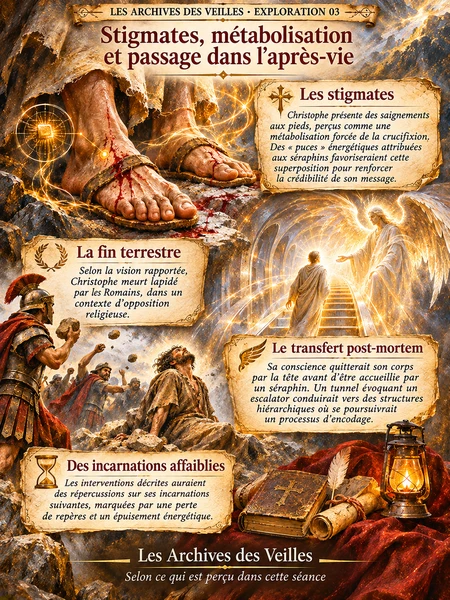 LES ARCHIVES DES VEILLES • EXPLORATION 03
Stigmates, métabolisation
et passage dans l'après-vie
Les stigmates
Christophe présente des saignements
aux pieds, perçus comme une
métabolisation forcée de la crucifixion.
Des « puces » énergétiques attribuées
aux séraphins favoriseraient cette
superposition pour renforcer
la crédibilité de son message.
La fin terrestre
Selon la vision rapportée,
Christophe meurt lapidé
par les Romains, dans un
contexte d'opposition
religieuse.
Le transfert post-mortem
Sa conscience quitterait son corps
par la tête avant d'être accueillie par
un séraphin. Un tunnel évoquant un
escalator conduirait vers des structures
hiérarchiques où se poursuivrait
un processus d'encodage.
Des incarnations affaiblies
Les interventions décrites auraient
des répercussions sur ses incarnations
suivantes, marquées par une perte
de repères et un épuisement énergétique.
Les Archives des Veilles
Selon ce qui est perçu dans cette séance